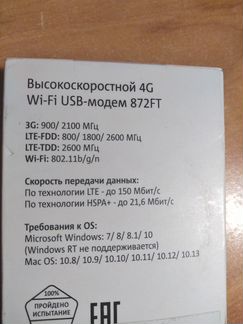 Высокоскоростной 4G
Wi-Fi USB-модем 872FT
3G: 900/ 2100 МГц
LTE-FDD: 800/ 1800/ 2600 МГц
LTE-TDD: 2600 МГц
Wi-Fi: 802.11b/g/n
Скорость передачи данных:
По технологии LTE - до 150 Мбит/с
По технологии HSPA+ - до 21,6 Мбит/с
Требования к OS:
Microsoft Windows: 7/ 8/ 8.1/ 10
(Windows RT не поддерживается)
Mac OS: 10.8/ 10.9/ 10.10/ 10.11/ 10.12/ 10.13
100%
ПРОЙДЕНО
ИСПЫТАНИЕ
EAC